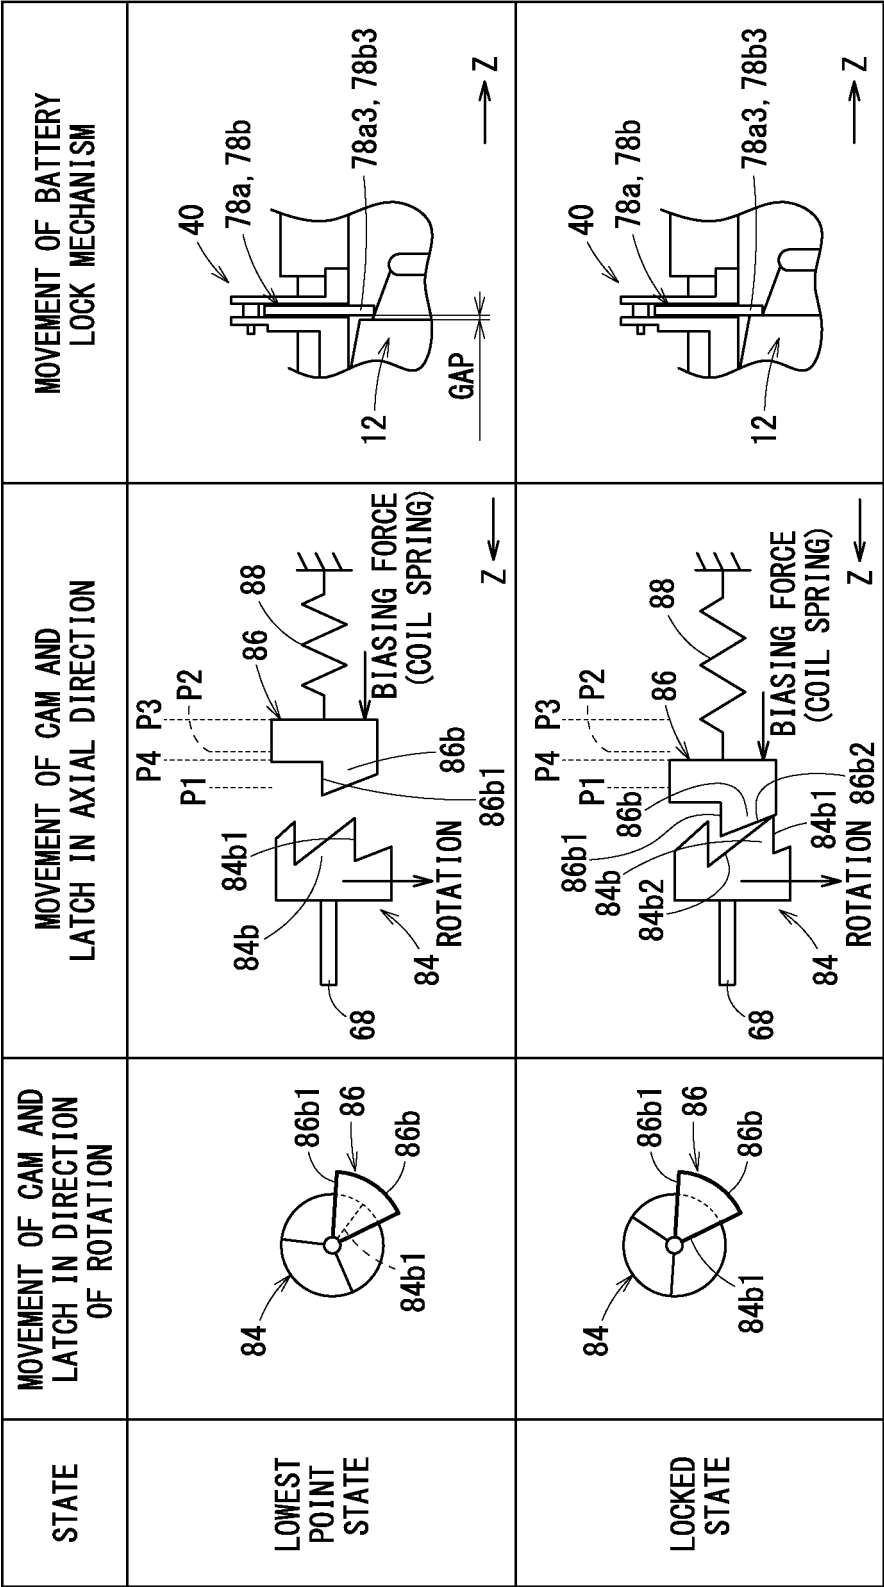 STATE
MOVEMENT OF CAM AND
LATCH IN DIRECTION
OF ROTATION
MOVEMENT OF CAM AND
LATCH IN AXIAL DIRECTION
MOVEMENT OF BATTERY
LOCK MECHANISM
LOWEST
POINT
STATE
84
86b1
86
86b
84b1
P1
P4
P3
P2
86
88
84b
84b1
86b1
86b
68
84
ROTATION
BIASING FORCE
(COIL SPRING)
Z
40
78a, 78b
12
GAP
78a3, 78b3
Z
LOCKED
STATE
84
86b1
86
86b
84b1
P1
P4
P3
P2
86
88
86b1
86b
84b
84b2
68
84
ROTATION
84b1
86b2
BIASING FORCE
(COIL SPRING)
Z
40
78a, 78b
12
78a3, 78b3
Z